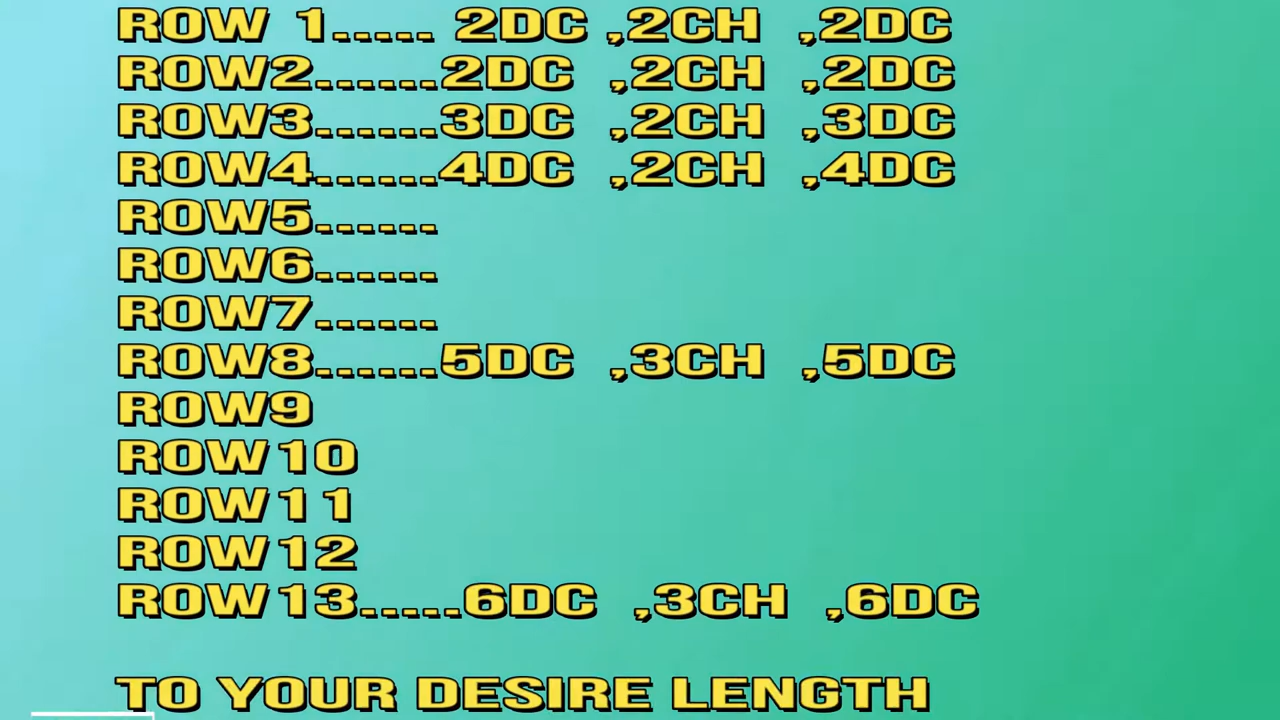 ROW 1..... 2DC ,2CH ,2DC
ROW2......2DC ,2CH ,2DC
ROW3......3DC ,2CH ,3DC
ROW4......4DC ,2CH ,4DC
ROW5......
ROW6......
ROW7......
ROW8......5DC ,3CH ,5DC
ROW9
ROW10
ROW11
ROW12
ROW13.....6DC ,3CH ,6DC
TO YOUR DESIRE LENGTH